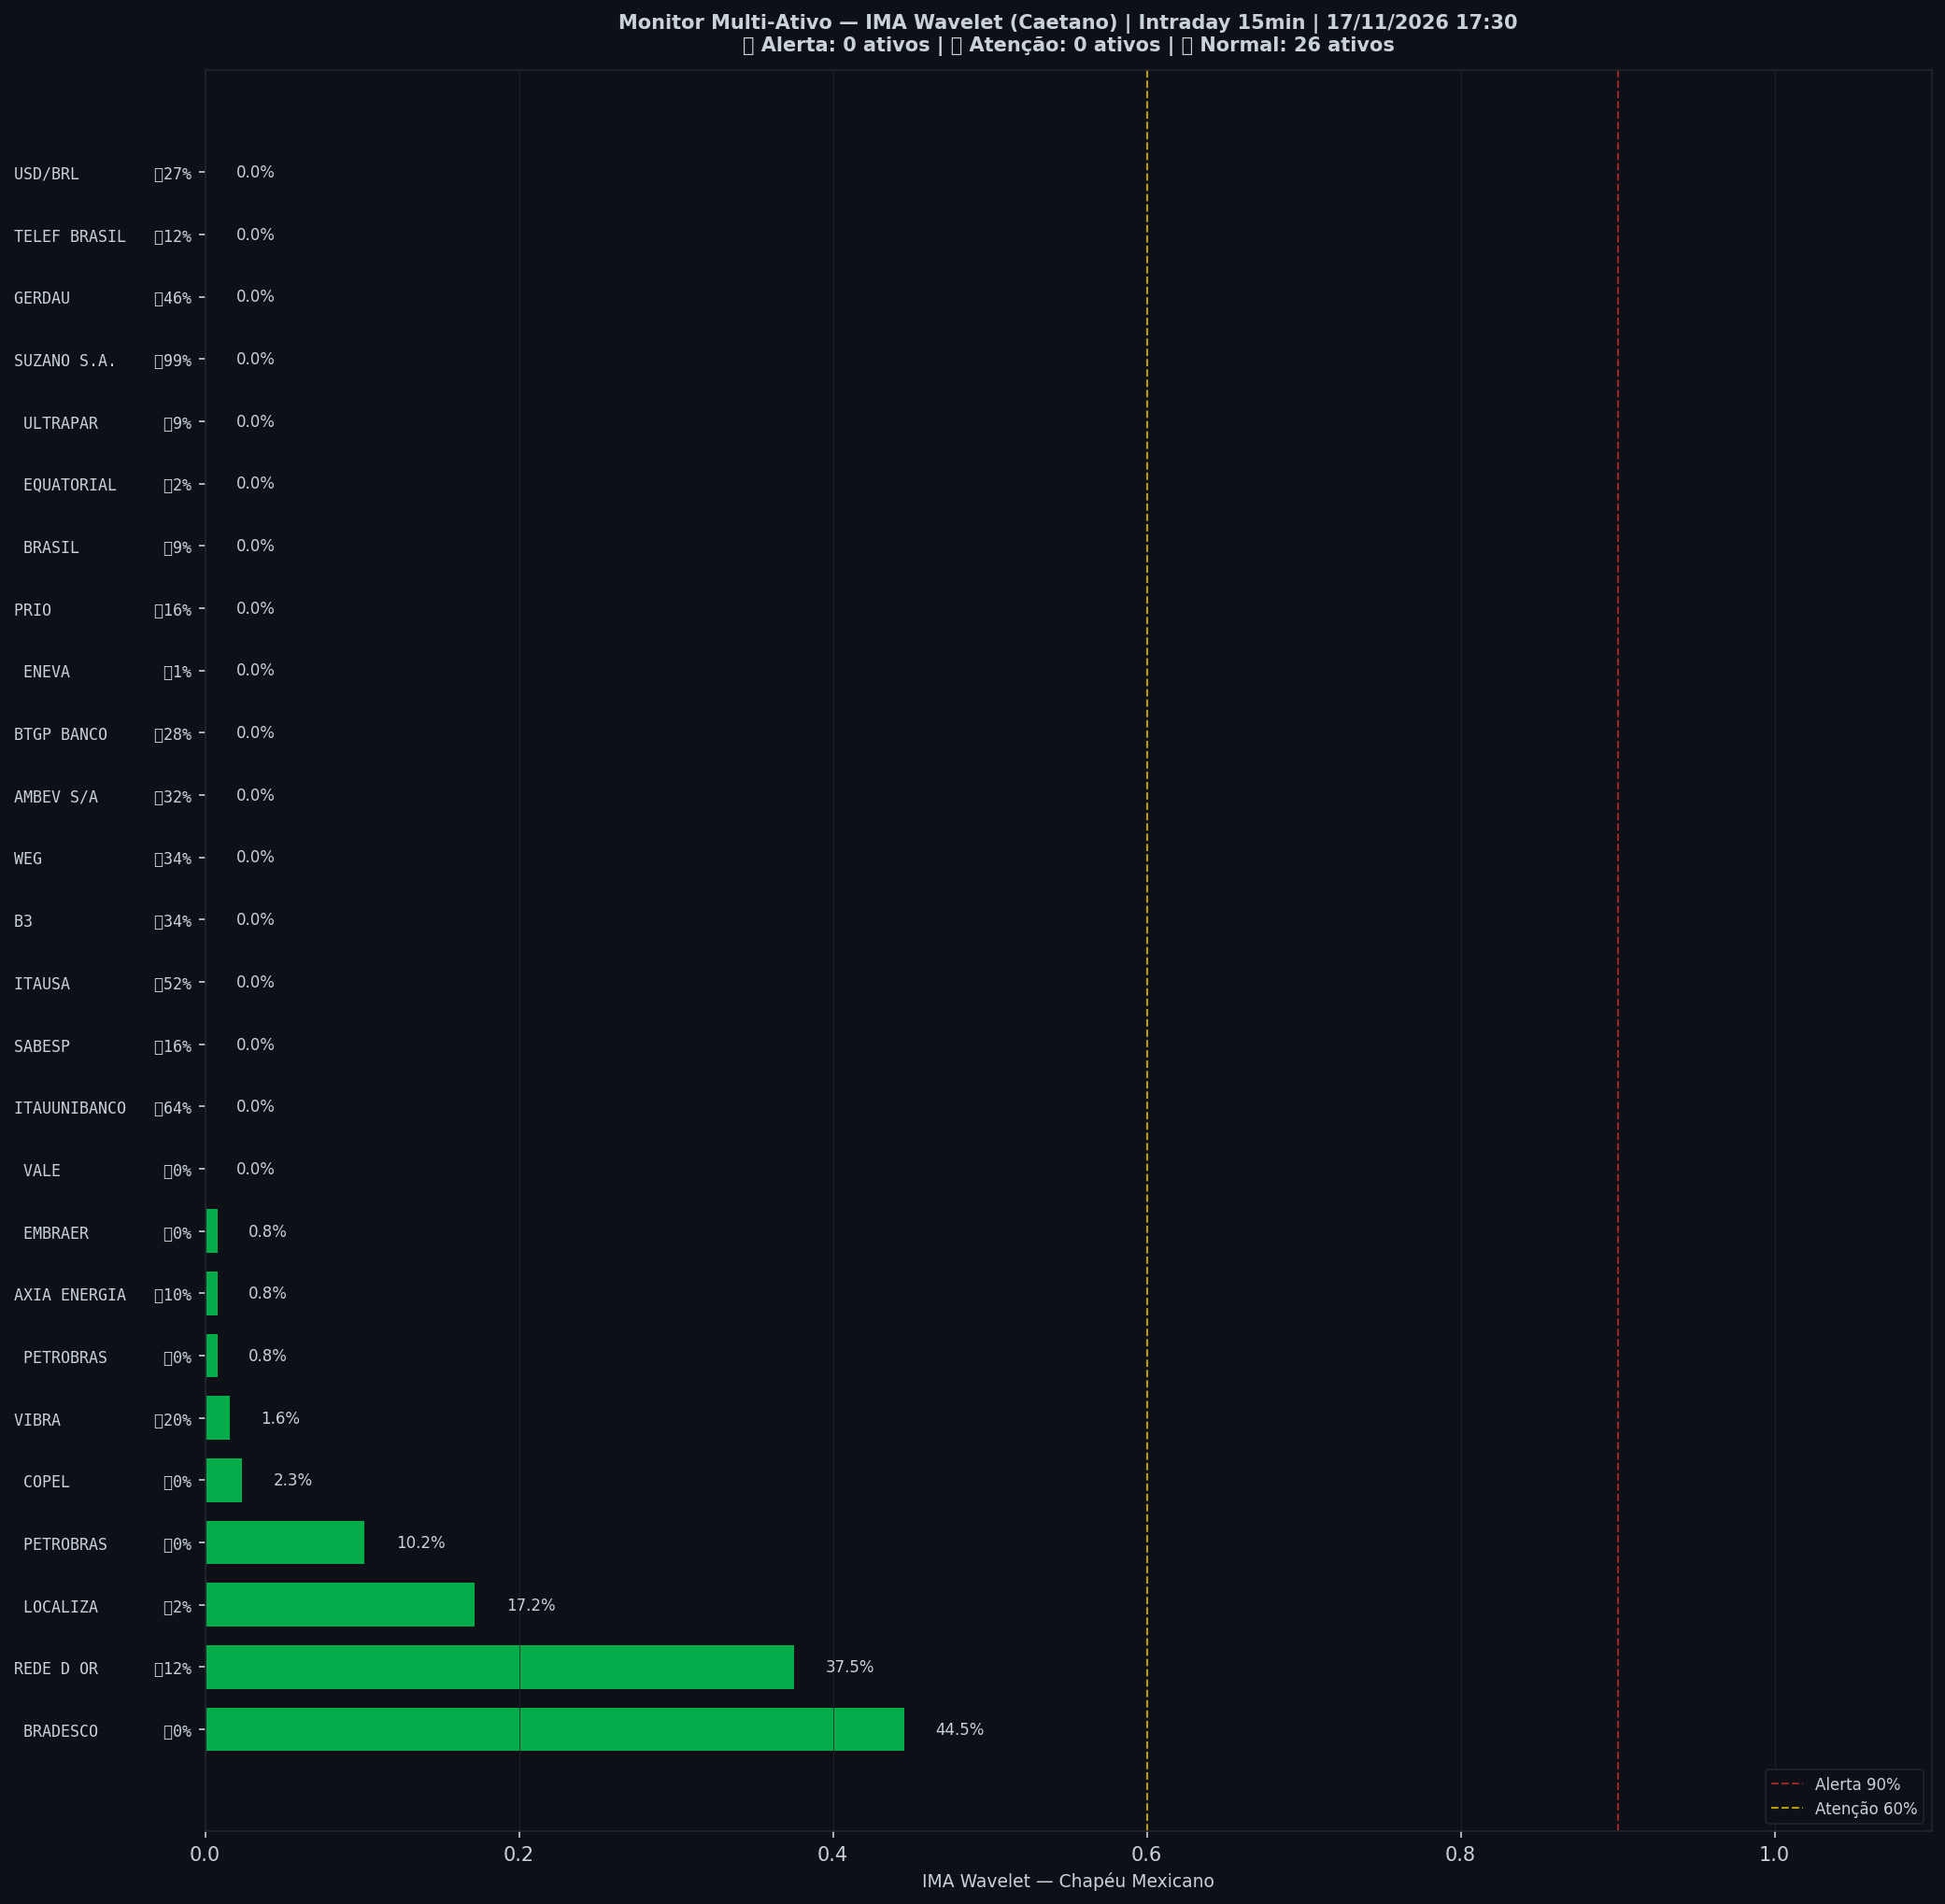 Monitor Multi-Ativo — IMA Wavelet (Caetano) | Intraday 15min | 17/11/2026 17:30
▯ Alerta: 0 ativos | ▯ Atenção: 0 ativos | ▯ Normal: 26 ativos
USD/BRL ▯27% 0.0%
TELEF BRASIL ▯12% 0.0%
GERDAU ▯46% 0.0%
SUZANO S.A. ▯99% 0.0%
ULTRAPAR ▯9% 0.0%
EQUATORIAL ▯2% 0.0%
BRASIL ▯9% 0.0%
PRIO ▯16% 0.0%
ENEVA ▯1% 0.0%
BTGP BANCO ▯28% 0.0%
AMBEV S/A ▯32% 0.0%
WEG ▯34% 0.0%
B3 ▯34% 0.0%
ITAUSA ▯52% 0.0%
SABESP ▯16% 0.0%
ITAUUNIBANCO ▯64% 0.0%
VALE ▯0% 0.0%
EMBRAER ▯0% 0.8%
AXIA ENERGIA ▯10% 0.8%
PETROBRAS ▯0% 0.8%
VIBRA ▯20% 1.6%
COPEL ▯0% 2.3%
PETROBRAS ▯0% 10.2%
LOCALIZA ▯2% 17.2%
REDE D OR ▯12% 37.5%
BRADESCO ▯0% 44.5%
Alerta 90%
Atenção 60%
0.0 0.2 0.4 0.6 0.8 1.0
IMA Wavelet — Chapéu Mexicano